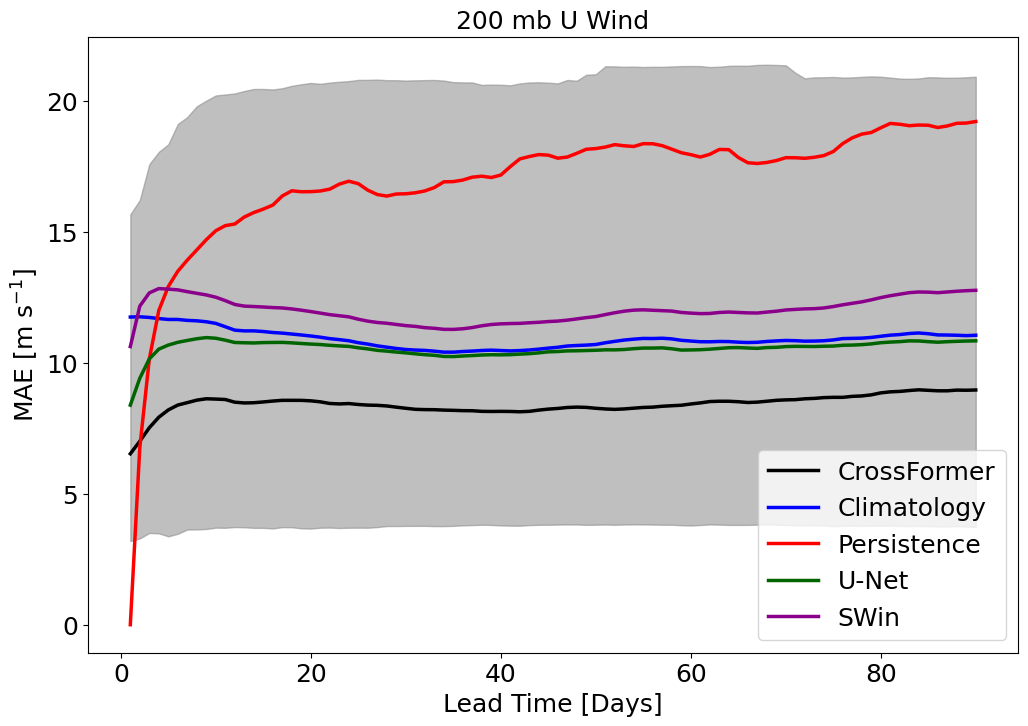 200 mb U Wind
MAE [m s⁻¹]
20
15
10
5
0
0 20 40 60 80
Lead Time [Days]
CrossFormer
Climatology
Persistence
U-Net
SWin